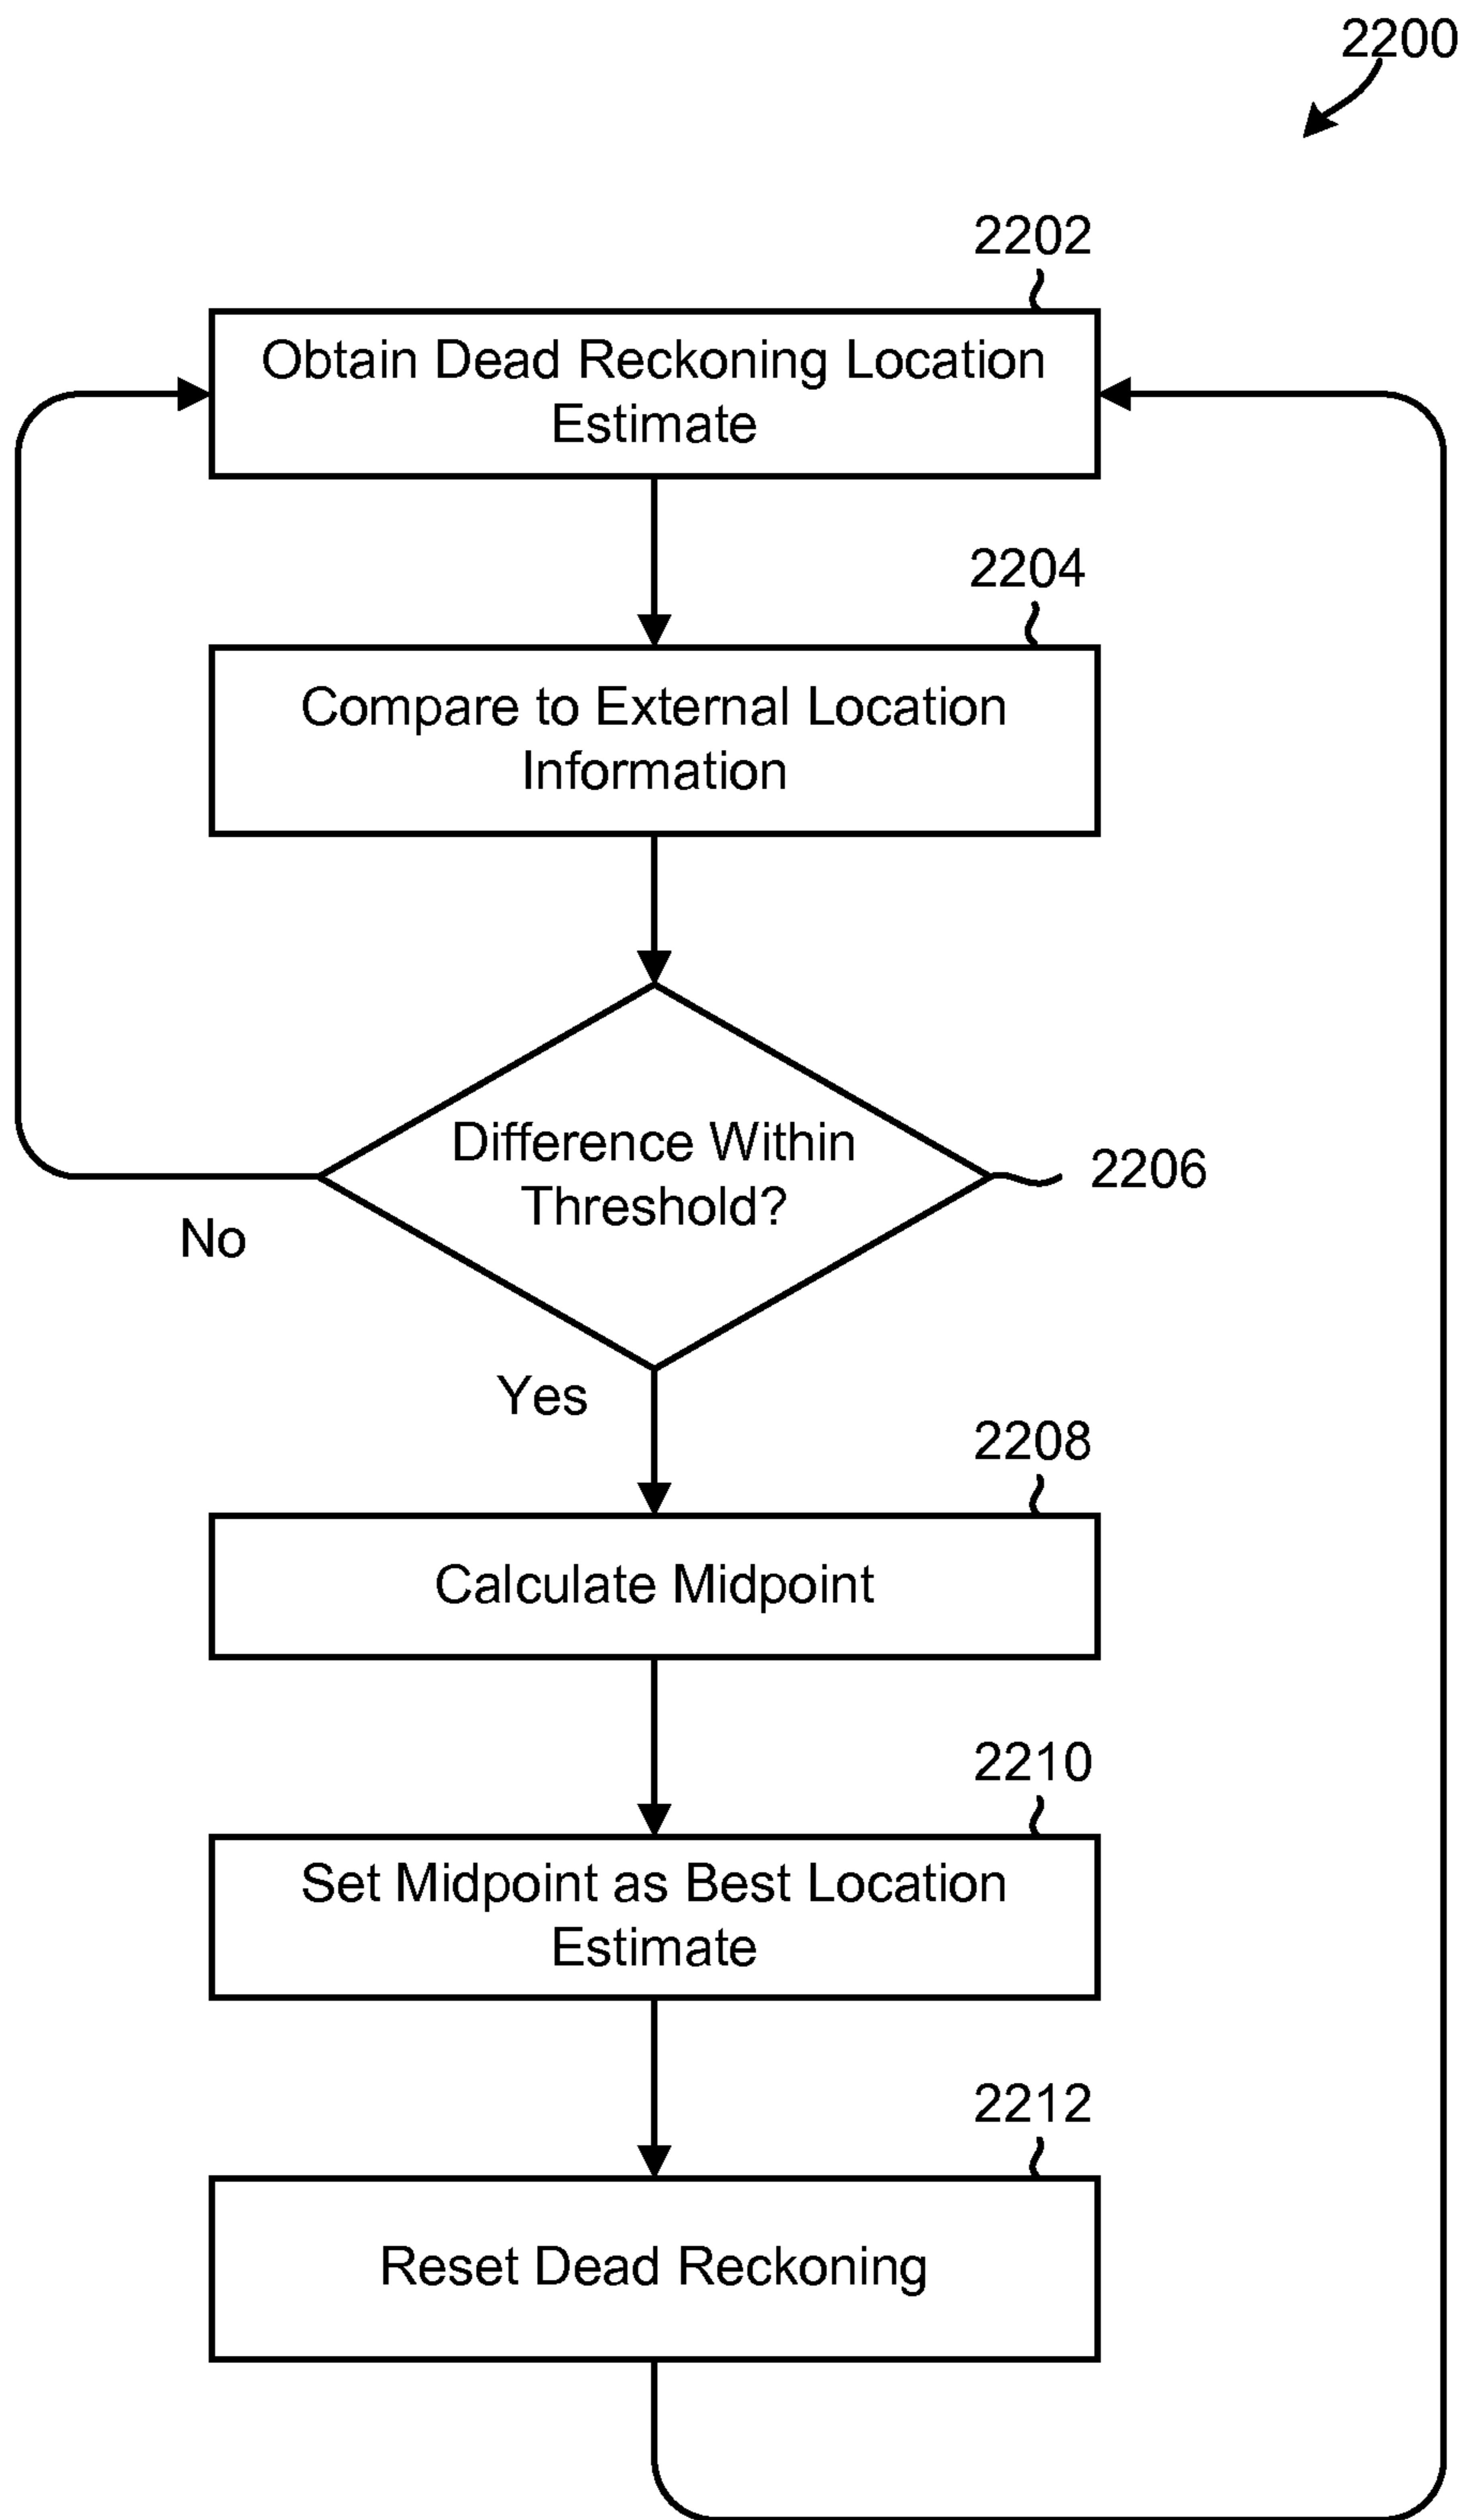 2200
2202
Obtain Dead Reckoning Location
Estimate
2204
Compare to External Location
Information
Difference Within
Threshold?
2206
No
Yes
2208
Calculate Midpoint
2210
Set Midpoint as Best Location
Estimate
2212
Reset Dead Reckoning